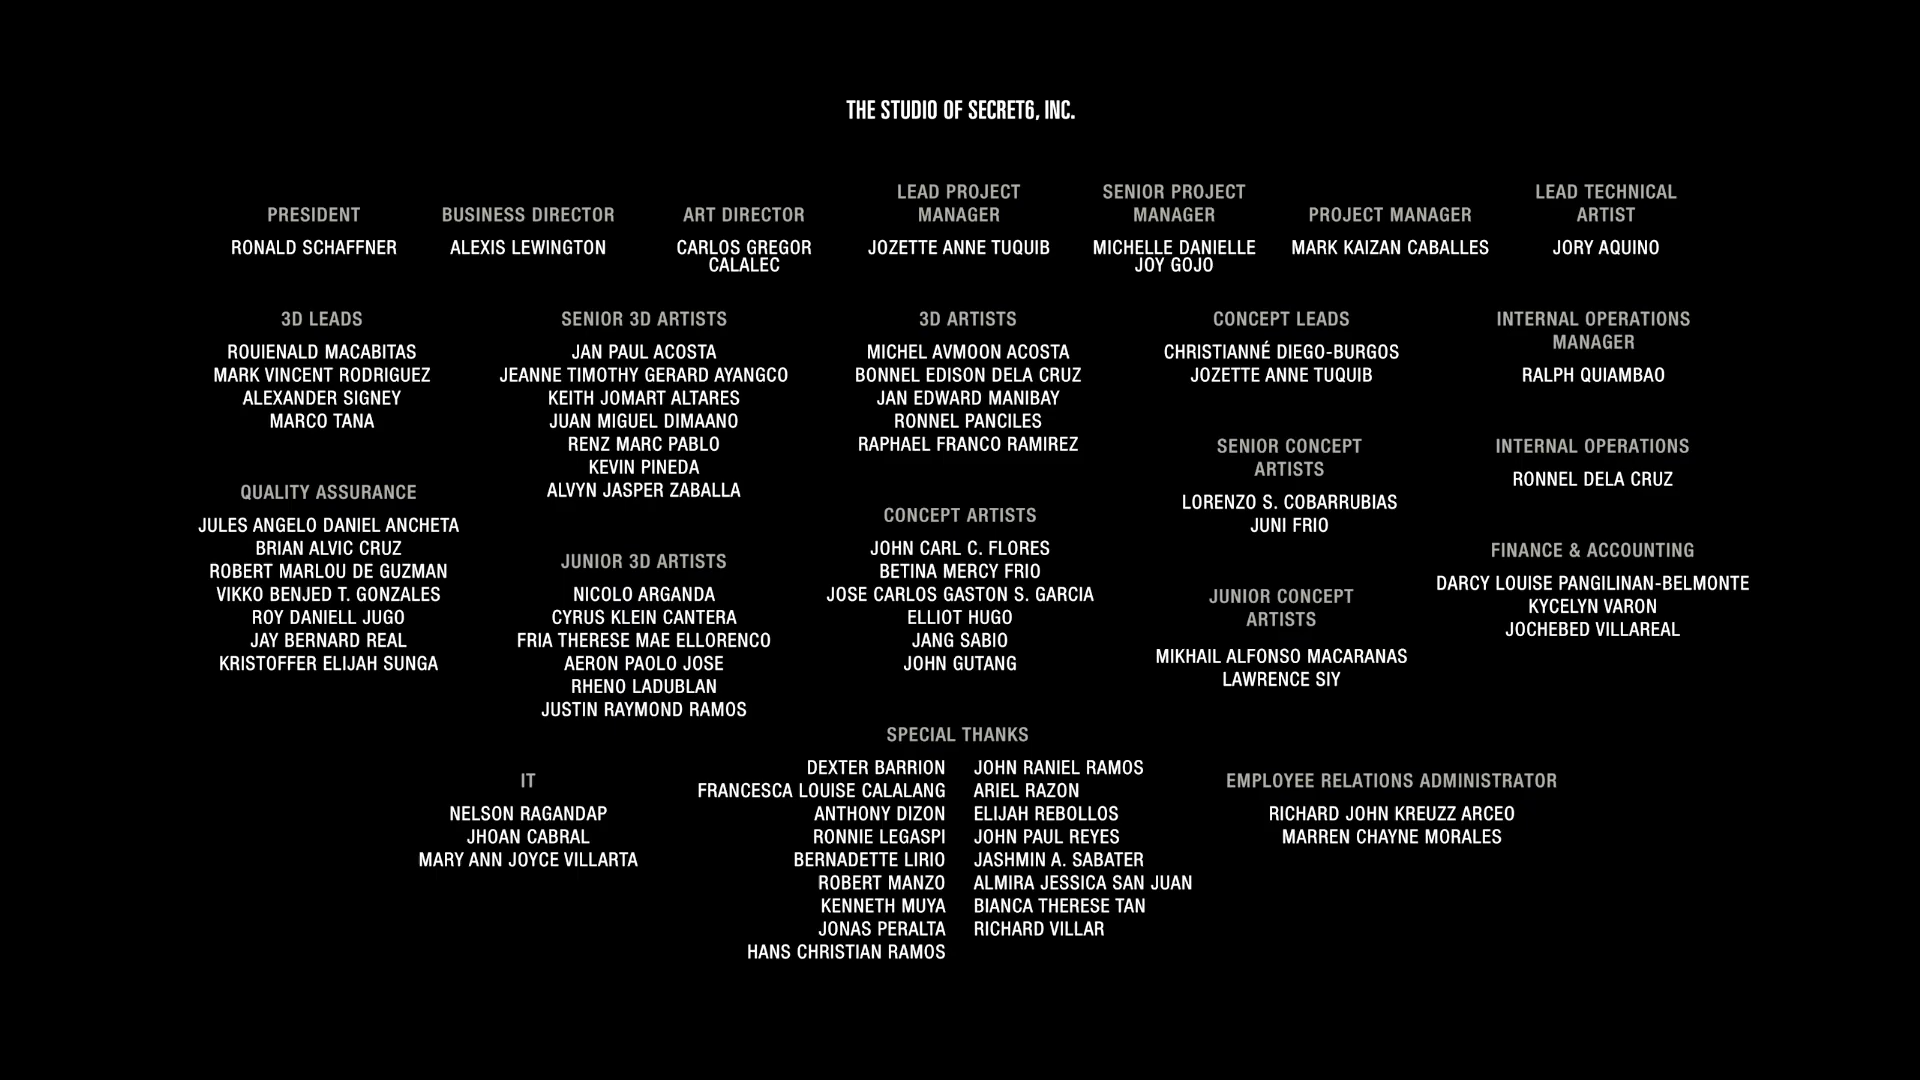 THE STUDIO OF SECRET6, INC.
PRESIDENT
RONALD SCHAFFNER
BUSINESS DIRECTOR
ALEXIS LEWINGTON
ART DIRECTOR
CARLOS GREGOR
CALALEC
LEAD PROJECT
MANAGER
JOZETTE ANNE TUQUIB
SENIOR PROJECT
MANAGER
MICHELLE DANIELLE
JOY GOJO
PROJECT MANAGER
MARK KAIZAN CABALLES
LEAD TECHNICAL
ARTIST
JORY AQUINO
3D LEADS
ROUIENALD MACABITAS
MARK VINCENT RODRIGUEZ
ALEXANDER SIGNEY
MARCO TANA
QUALITY ASSURANCE
JULES ANGELO DANIEL ANCHETA
BRIAN ALVIC CRUZ
ROBERT MARLOU DE GUZMAN
VIKKO BENJED T. GONZALES
ROY DANIELL JUGO
JAY BERNARD REAL
KRISTOFFER ELIJAH SUNGA
SENIOR 3D ARTISTS
JAN PAUL ACOSTA
JEANNE TIMOTHY GERARD AYANGCO
KEITH JOMART ALTARES
JUAN MIGUEL DIMAANO
RENZ MARC PABLO
KEVIN PINEDA
ALVYN JASPER ZABALLA
JUNIOR 3D ARTISTS
NICOLO ARGANDA
CYRUS KLEIN CANTERA
FRIA THERESE MAE ELLORENCO
AERON PAOLO JOSE
RHENO LADUBLAN
JUSTIN RAYMOND RAMOS
3D ARTISTS
MICHEL AVMOON ACOSTA
BONNEL EDISON DELA CRUZ
JAN EDWARD MANIBAY
RONNEL PANCILES
RAPHAEL FRANCO RAMIREZ
CONCEPT ARTISTS
JOHN CARL C. FLORES
BETINA MERCY FRIO
JOSE CARLOS GASTON S. GARCIA
ELLIOT HUGO
JANG SABIO
JOHN GUTANG
CONCEPT LEADS
CHRISTIANNÉ DIEGO-BURGOS
JOZETTE ANNE TUQUIB
SENIOR CONCEPT
ARTISTS
LORENZO S. COBARRUBIAS
JUNI FRIO
JUNIOR CONCEPT
ARTISTS
MIKHAIL ALFONSO MACARANAS
LAWRENCE SIY
INTERNAL OPERATIONS
MANAGER
RALPH QUIAMBAO
INTERNAL OPERATIONS
RONNEL DELA CRUZ
FINANCE & ACCOUNTING
DARCY LOUISE PANGILINAN-BELMONTE
KYCELYN VARON
JOCHEBED VILLAREAL
IT
NELSON RAGANDAP
JHOAN CABRAL
MARY ANN JOYCE VILLARTA
SPECIAL THANKS
DEXTER BARRION
FRANCESCA LOUISE CALALANG
ANTHONY DIZON
RONNIE LEGASPI
BERNADETTE LIRIO
ROBERT MANZO
KENNETH MUYA
JONAS PERALTA
HANS CHRISTIAN RAMOS
JOHN RANIEL RAMOS
ARIEL RAZON
ELIJAH REBOLLOS
JOHN PAUL REYES
JASHMIN A. SABATER
ALMIRA JESSICA SAN JUAN
BIANCA THERESE TAN
RICHARD VILLAR
EMPLOYEE RELATIONS ADMINISTRATOR
RICHARD JOHN KREUZZ ARCEO
MARREN CHAYNE MORALES